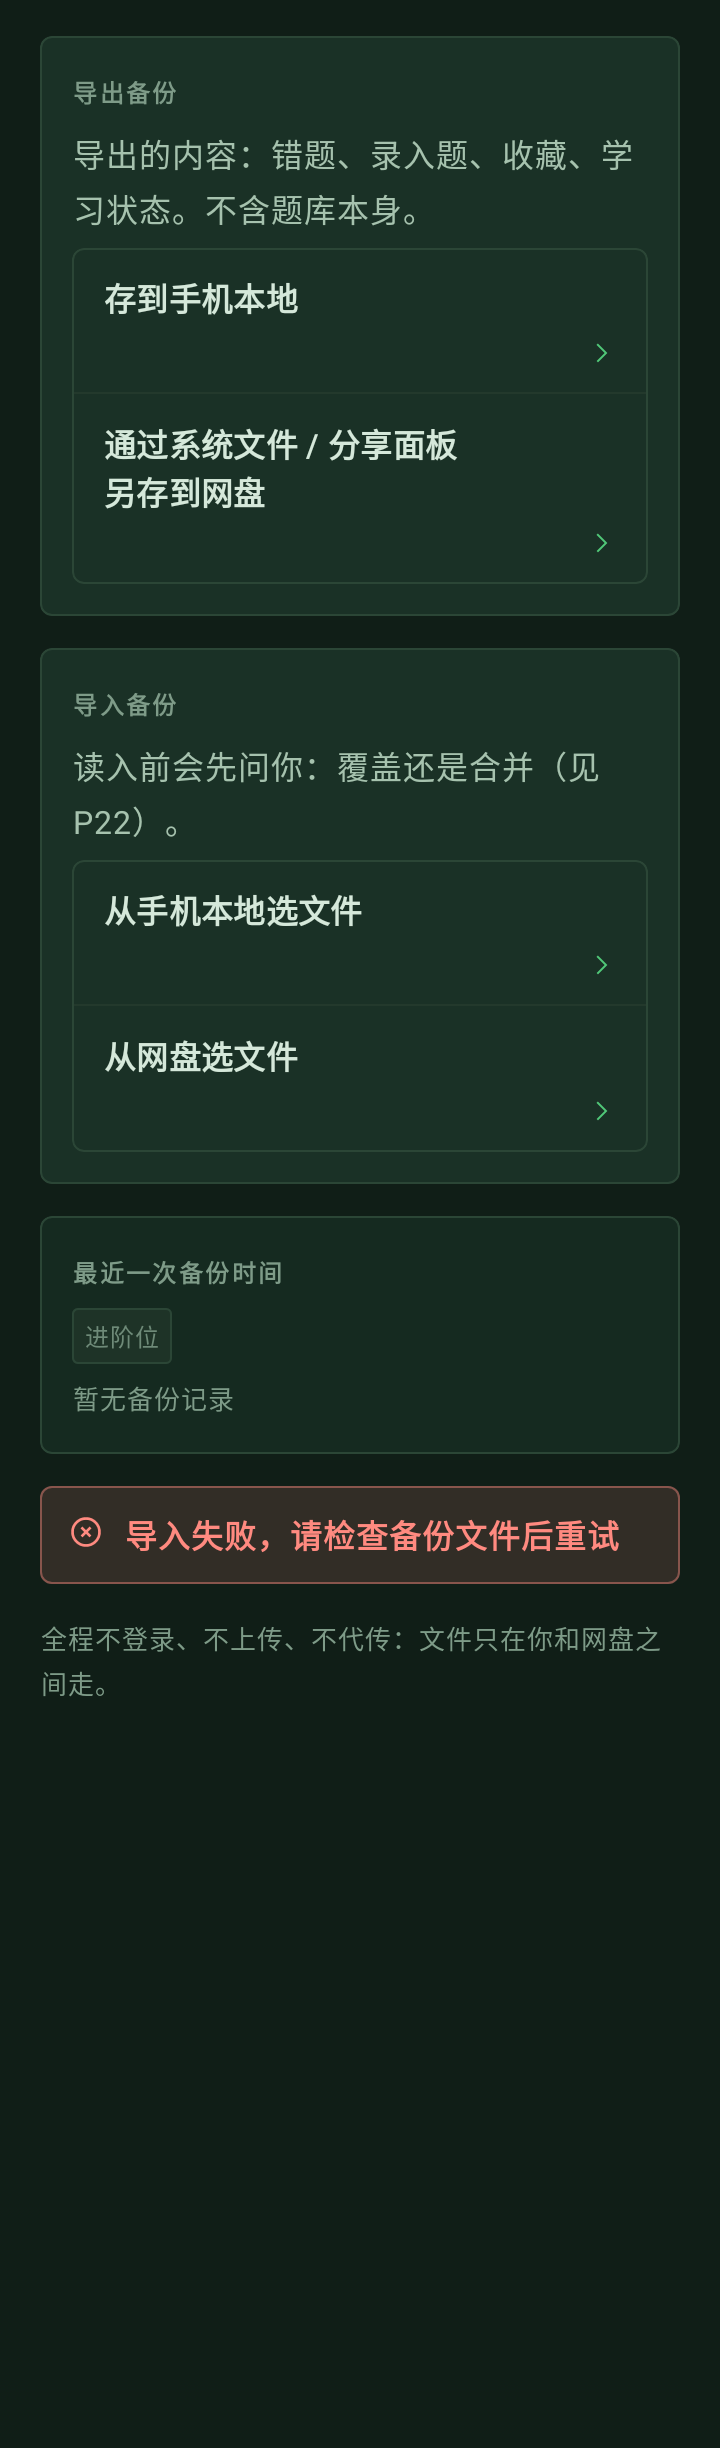 导出备份
导出的内容：错题、录入题、收藏、学
习状态。不含题库本身。
存到手机本地
通过系统文件 / 分享面板
另存到网盘
导入备份
读入前会先问你：覆盖还是合并（见
P22）。
从手机本地选文件
从网盘选文件
最近一次备份时间
进阶位
暂无备份记录
导入失败，请检查备份文件后重试
全程不登录、不上传、不代传：文件只在你和网盘之
间走。